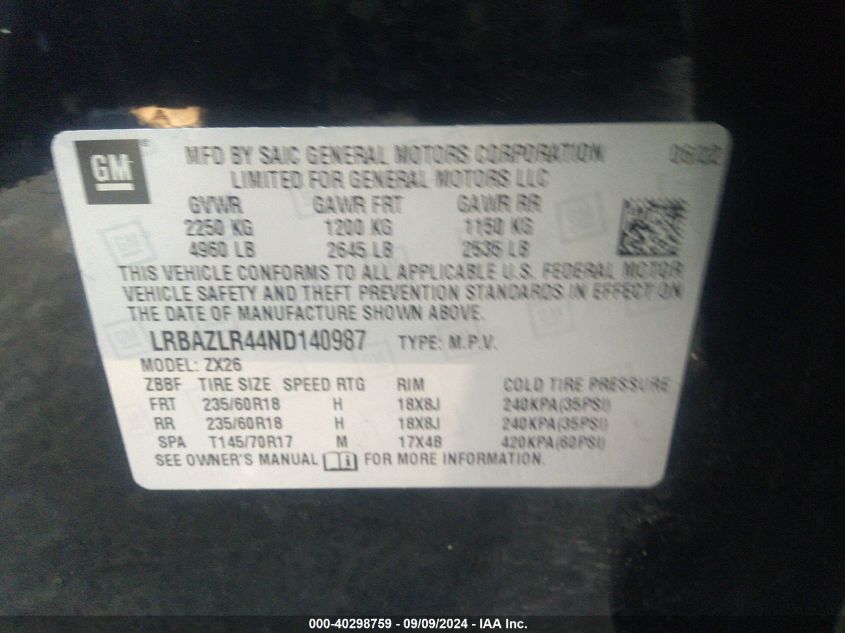 GM
MFD BY SAIC GENERAL MOTORS CORPORATION 09/22
LIMITED FOR GENERAL MOTORS LLC
GVWR GAWR FRT GAWR RR
2250 KG 1200 KG 1150 KG
4960 LB 2645 LB 2535 LB
THIS VEHICLE CONFORMS TO ALL APPLICABLE U.S. FEDERAL MOTOR
VEHICLE SAFETY AND THEFT PREVENTION STANDARDS IN EFFECT ON
THE DATE OF MANUFACTURE SHOWN ABOVE.
LRBAZLR44ND140987 TYPE: M.P.V.
MODEL: ZX26
ZBBF TIRE SIZE SPEED RTG RIM COLD TIRE PRESSURE
FRT 235/60R18 H 18X8J 240KPA(35PSI)
RR 235/60R18 H 18X8J 240KPA(35PSI)
SPA T145/70R17 M 17X4B 420KPA(60PSI)
SEE OWNER'S MANUAL FOR MORE INFORMATION.
000-40298759 - 09/09/2024 - IAA Inc.